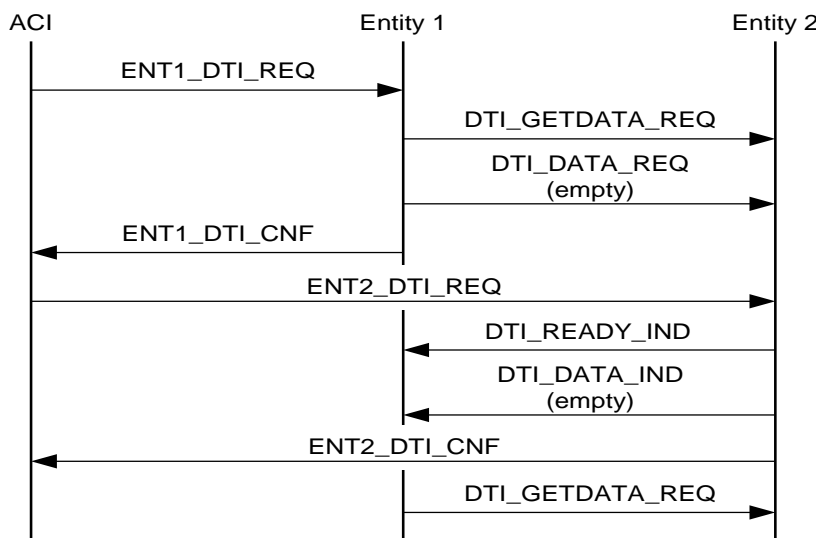 ACI Entity 1 Entity 2
ENT1_DTI_REQ
DTI_GETDATA_REQ
DTI_DATA_REQ
(empty)
ENT1_DTI_CNF
ENT2_DTI_REQ
DTI_READY_IND
DTI_DATA_IND
(empty)
ENT2_DTI_CNF
DTI_GETDATA_REQ